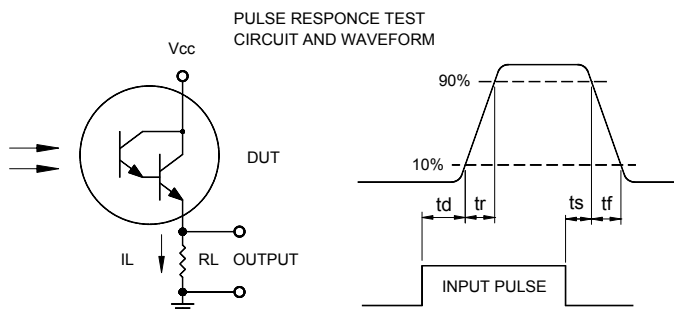 PULSE RESPONCE TEST
CIRCUIT AND WAVEFORM
Vcc
90%
DUT
10%
td
tr
ts
tf
IL
RL
OUTPUT
INPUT PULSE